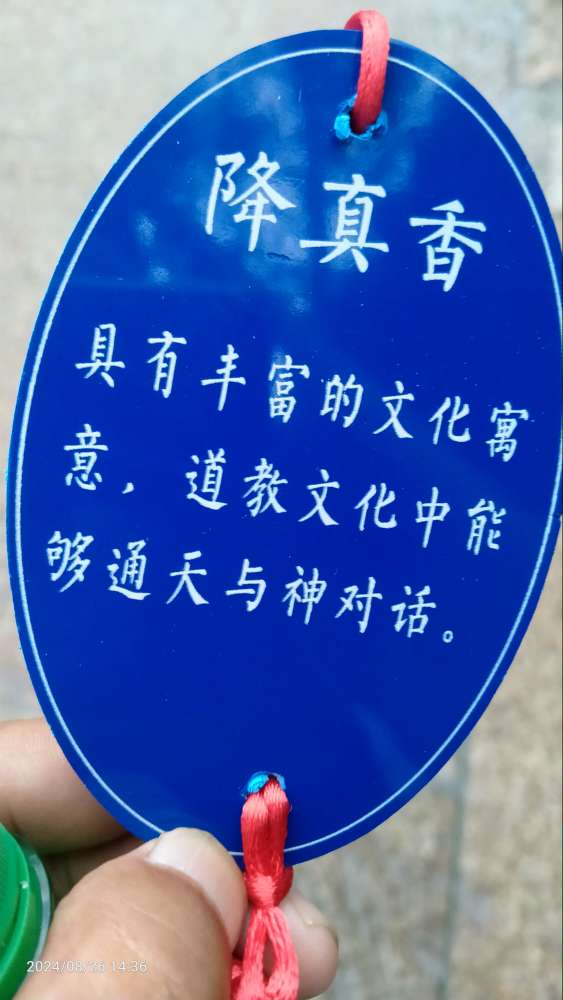 降真香
具有丰富的文化寓
意，道教文化中能
够通天与神对话。
2024/08/26 14:36